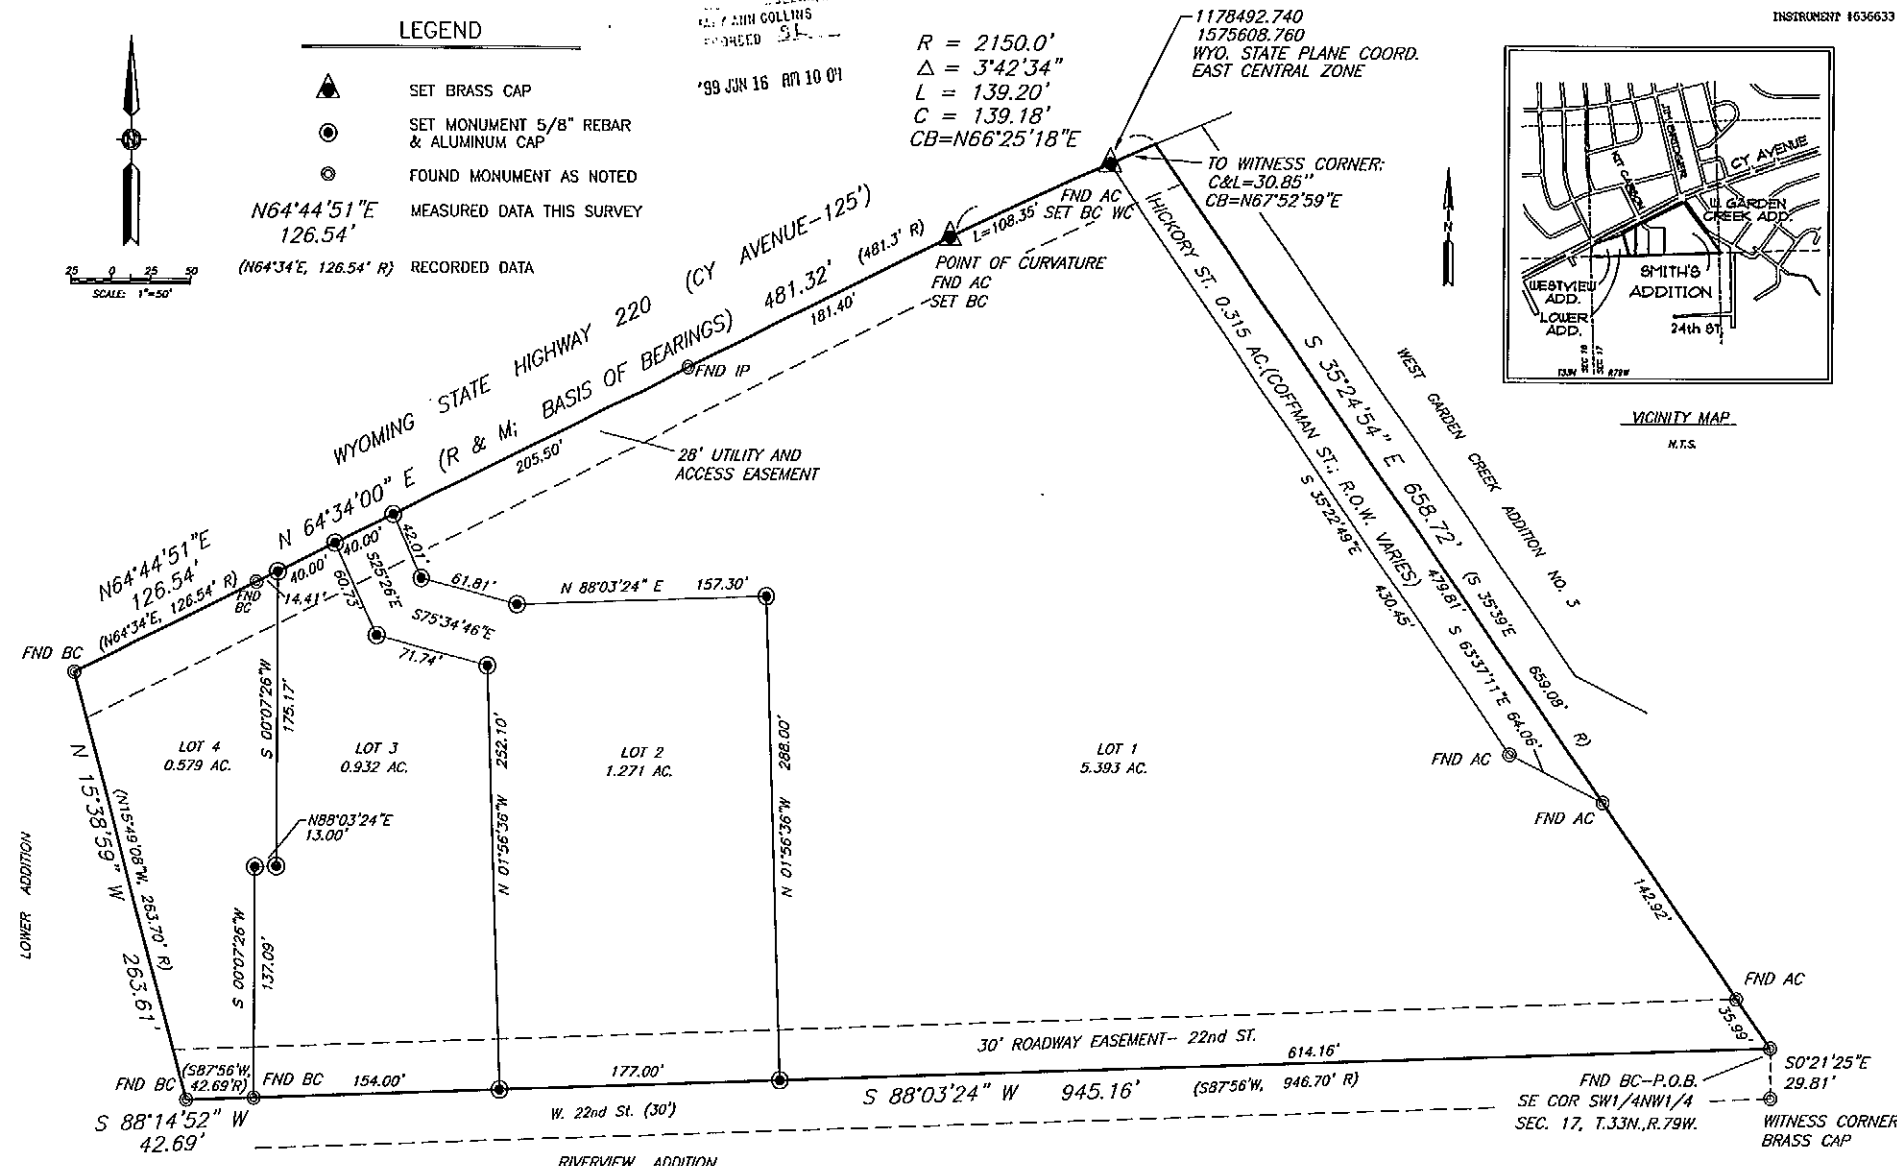 INSTRUMENT #636633
LEGEND
ANN COLLINS
'99 JUN 16 AM 10 01
SET BRASS CAP
SET MONUMENT 5/8" REBAR
& ALUMINUM CAP
FOUND MONUMENT AS NOTED
N64°44'51"E
126.54'
MEASURED DATA THIS SURVEY
(N64°34'E, 126.54' R) RECORDED DATA
N
25 0 25 50
SCALE: 1"=50'
R = 2150.0'
Δ = 3°42'34"
L = 139.20'
C = 139.18'
CB=N66°25'18"E
1178492.740
1575608.760
WYO. STATE PLANE COORD.
EAST CENTRAL ZONE
TO WITNESS CORNER:
C&L=30.85"
CB=N67°52'59"E
FND AC
SET BC WC
L=108.35'
POINT OF CURVATURE
FND AC
SET BC
N
KIT CARSON
JIM BRIDGER
CY AVENUE
W. GARDEN
CREEK ADD.
SMITH'S
ADDITION
WESTVIEW
ADD.
LOWER
ADD.
24th ST.
SEC 18
SEC 17
T33N
R79W
VICINITY MAP
N.T.S.
WYOMING STATE HIGHWAY 220 (CY AVENUE-125')
N 64°34'00" E (R & M; BASIS OF BEARINGS) 481.32' (481.3' R)
181.40'
205.50'
FND IP
28' UTILITY AND
ACCESS EASEMENT
N64°44'51"E
126.54'
(N64°34'E, 126.54' R)
FND BC
FND
BC
14.41'
40.00'
40.00'
42.01'
60.73'
S25°26'E
61.81'
S75°34'46"E
71.74'
N 88°03'24" E 157.30'
HICKORY ST. 0.315 AC.(COFFMAN ST.; R.O.W. VARIES)
S 35°22'49"E
430.45'
479.81'
S 35°24'54" E 658.72' (S 35°39'E 659.08' R)
S 63°37'11"E 64.06'
WEST GARDEN CREEK ADDITION NO. 3
FND AC
FND AC
142.92'
FND AC
35.99'
LOT 4
0.579 AC.
LOT 3
0.932 AC.
LOT 2
1.271 AC.
LOT 1
5.393 AC.
S 00°07'26"W
175.17'
N88°03'24"E
13.00'
S 00°07'26"W
137.09'
N 01°56'36"W 252.10'
N 01°56'36"W 288.00'
LOWER ADDITION
N 15°38'59" W 263.61'
(N15°49'08"W, 263.70' R)
30' ROADWAY EASEMENT- 22nd ST.
614.16'
FND BC
(S87°56'W,
42.69'R)
FND BC
154.00'
177.00'
S 88°14'52" W
42.69'
W. 22nd St. (30')
S 88°03'24" W 945.16' (S87°56'W, 946.70' R)
FND BC-P.O.B.
SE COR SW1/4NW1/4
SEC. 17, T.33N.,R.79W.
S0°21'25"E
29.81'
WITNESS CORNER
BRASS CAP
RIVERVIEW ADDITION